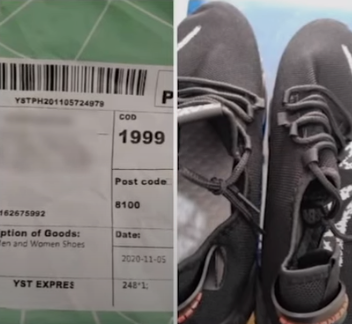 YSTPH201105724979
P
COD
1999
Post code
162675992
8100
ption of Goods:
Men and Women Shoes
Date:
2020-11-05
YST EXPRES
248*1;